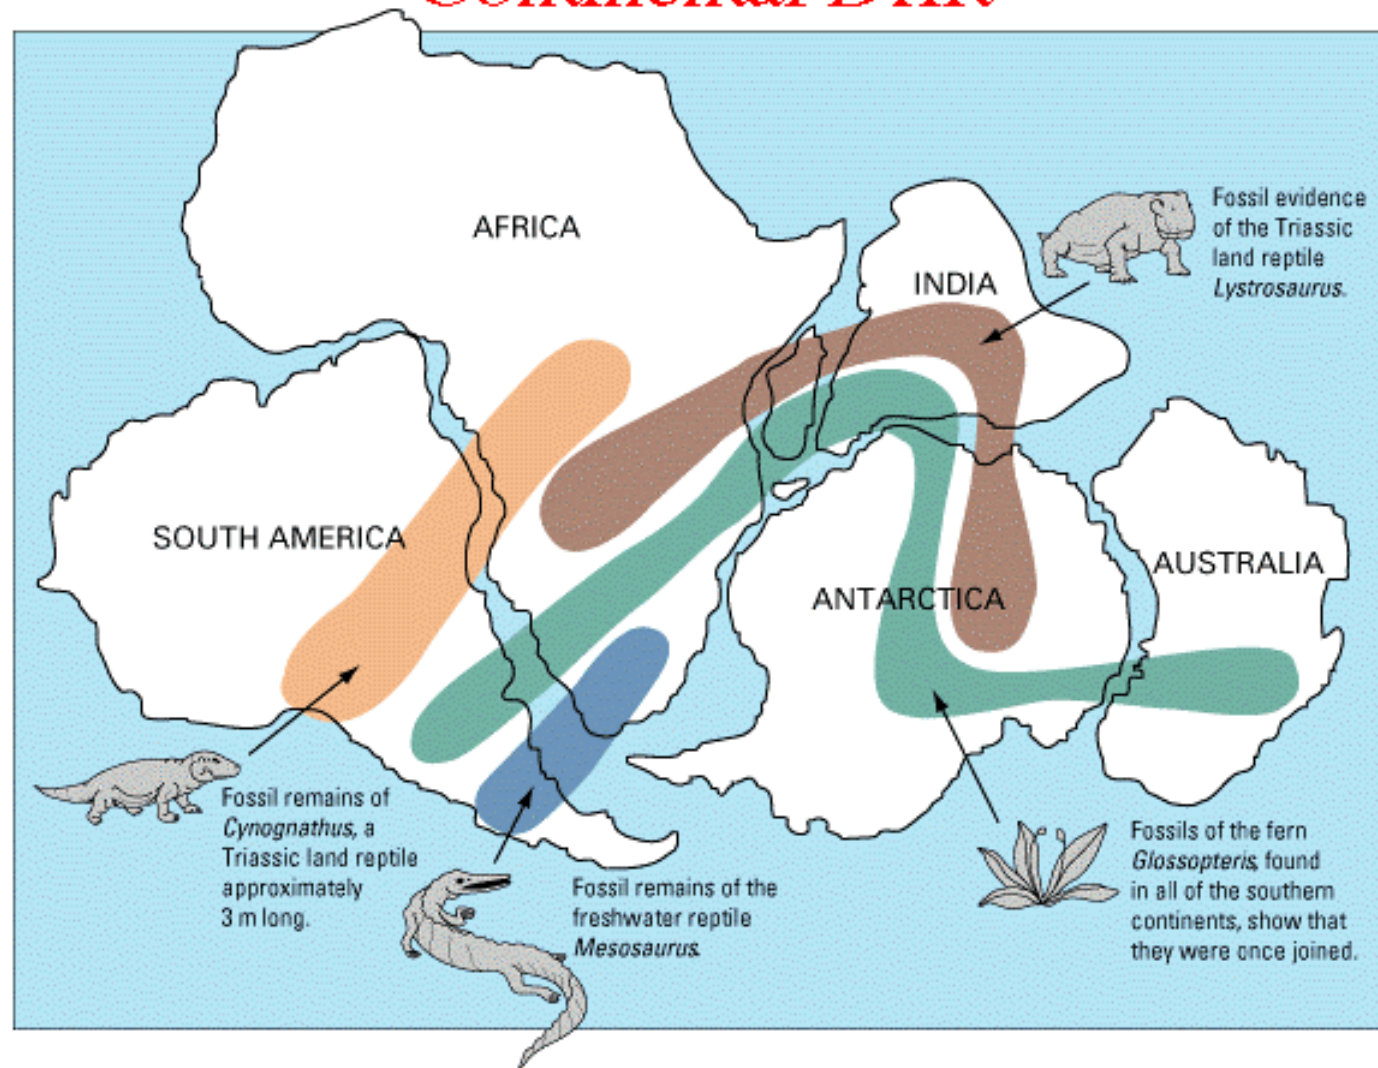 Continental Drift
AFRICA
INDIA
Fossil evidence
of the Triassic
land reptile
Lystrosaurus.
SOUTH AMERICA
ANTARCTICA
AUSTRALIA
Fossil remains of
Cynognathus, a
Triassic land reptile
approximately
3 m long.
Fossil remains of the
freshwater reptile
Mesosaurus.
Fossils of the fern
Glossopteris, found
in all of the southern
continents, show that
they were once joined.